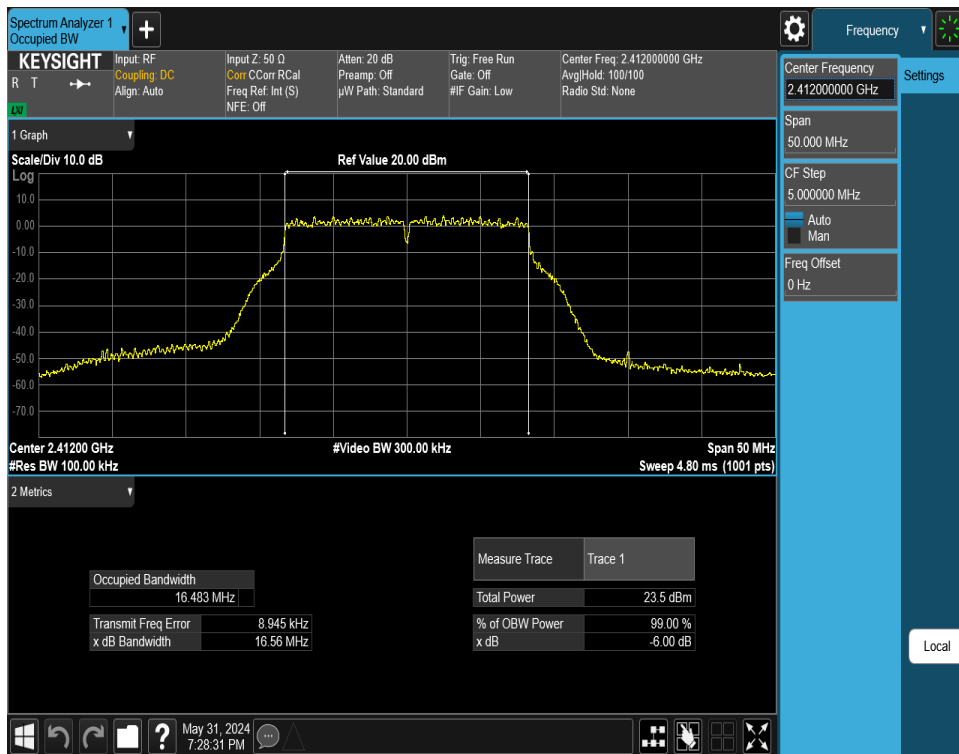 Spectrum Analyzer 1
Occupied BW
Frequency
KEYSIGHT
R T
LXI
Input: RF
Coupling: DC
Align: Auto
Input Z: 50 Ω
Corr CCorr RCal
Freq Ref: Int (S)
NFE: Off
Atten: 20 dB
Preamp: Off
µW Path: Standard
Trig: Free Run
Gate: Off
#IF Gain: Low
Center Freq: 2.412000000 GHz
Avg|Hold: 100/100
Radio Std: None
Center Frequency
2.412000000 GHz
Settings
Span
50.000 MHz
CF Step
5.000000 MHz
Auto
Man
Freq Offset
0 Hz
Local
1 Graph
Scale/Div 10.0 dB
Ref Value 20.00 dBm
Log
10.0
0.00
-10.0
-20.0
-30.0
-40.0
-50.0
-60.0
-70.0
Center 2.41200 GHz
#Video BW 300.00 kHz
Span 50 MHz
#Res BW 100.00 kHz
Sweep 4.80 ms (1001 pts)
2 Metrics
Measure Trace Trace 1
Occupied Bandwidth
16.483 MHz
Total Power 23.5 dBm
Transmit Freq Error 8.945 kHz
% of OBW Power 99.00 %
x dB Bandwidth 16.56 MHz
x dB -6.00 dB
May 31, 2024
7:28:31 PM